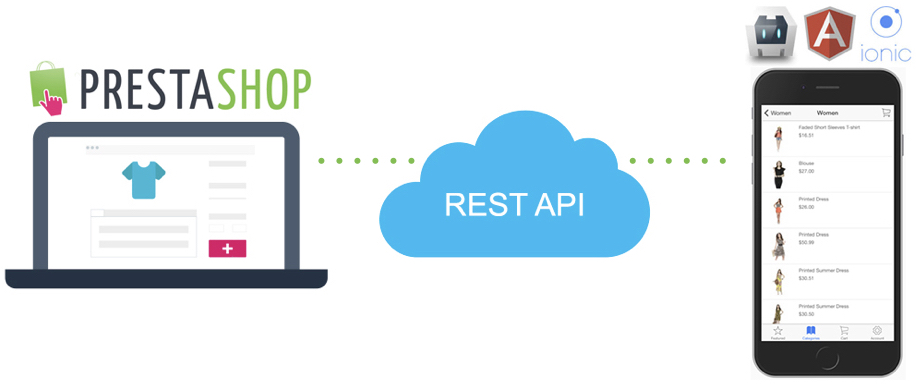 PRESTASHOP
REST API
ionic
Women
Women
Faded Short Sleeves T-shirt
$16.51
Blouse
$27.00
Printed Dress
$26.00
Printed Dress
$50.99
Printed Summer Dress
$30.51
Printed Summer Dress
$30.50
Featured
Categories
Cart
Account